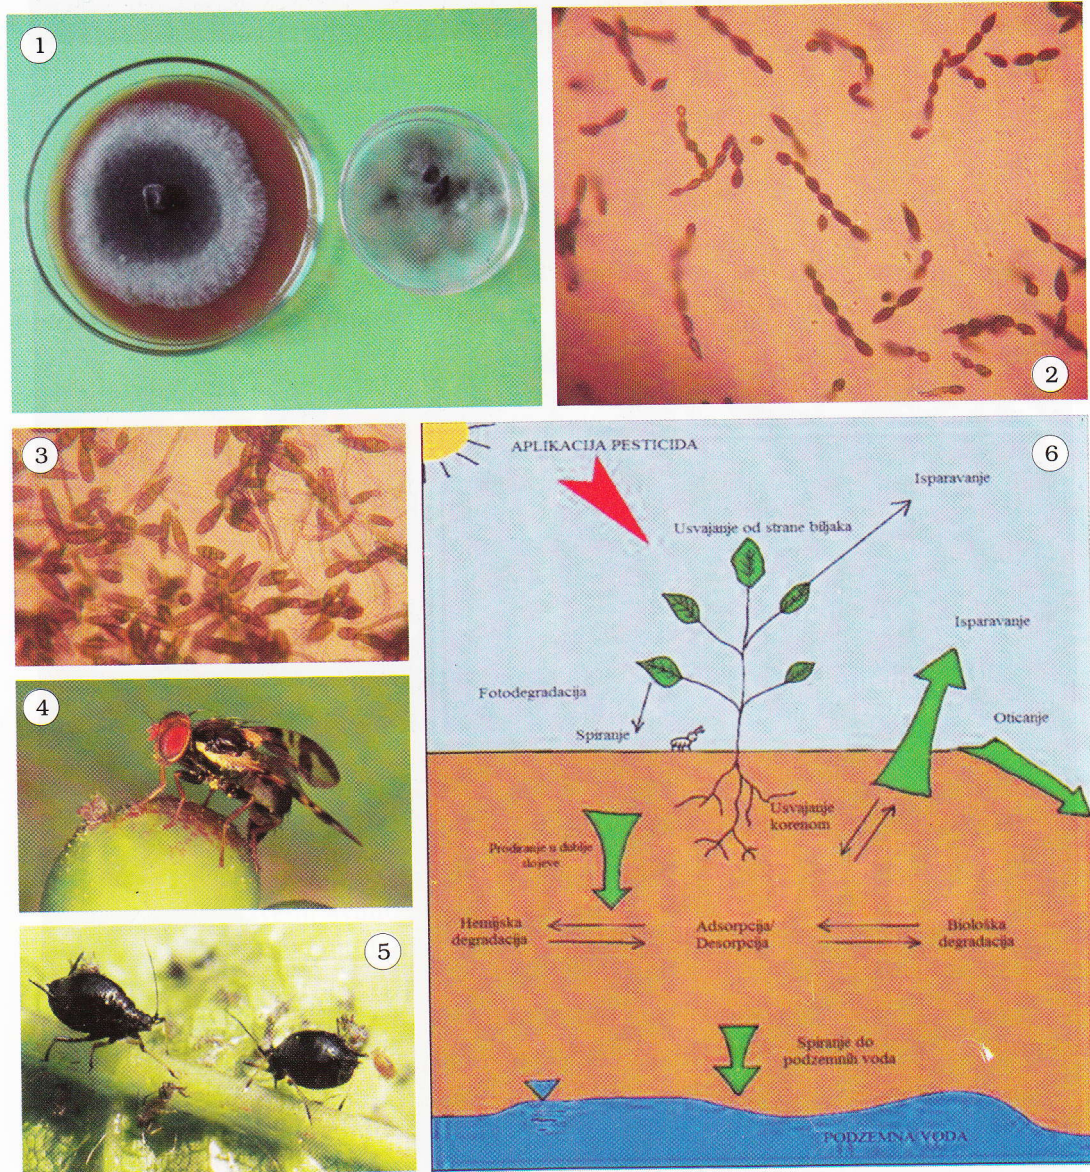 1
2
3
4
5
6
APLIKACIJA PESTICIDA
Isparavanje
Usvajanje od strane biljaka
Isparavanje
Fotodegradacija
Oticanje
Spiranje
Usvajanje
korenom
Prodiranje u dublje
slojeve
Hemijska
degradacija
Adsorpcija/
Desorpcija
Biološka
degradacija
Spiranje do
podzemnih voda
PODZEMNA VODA